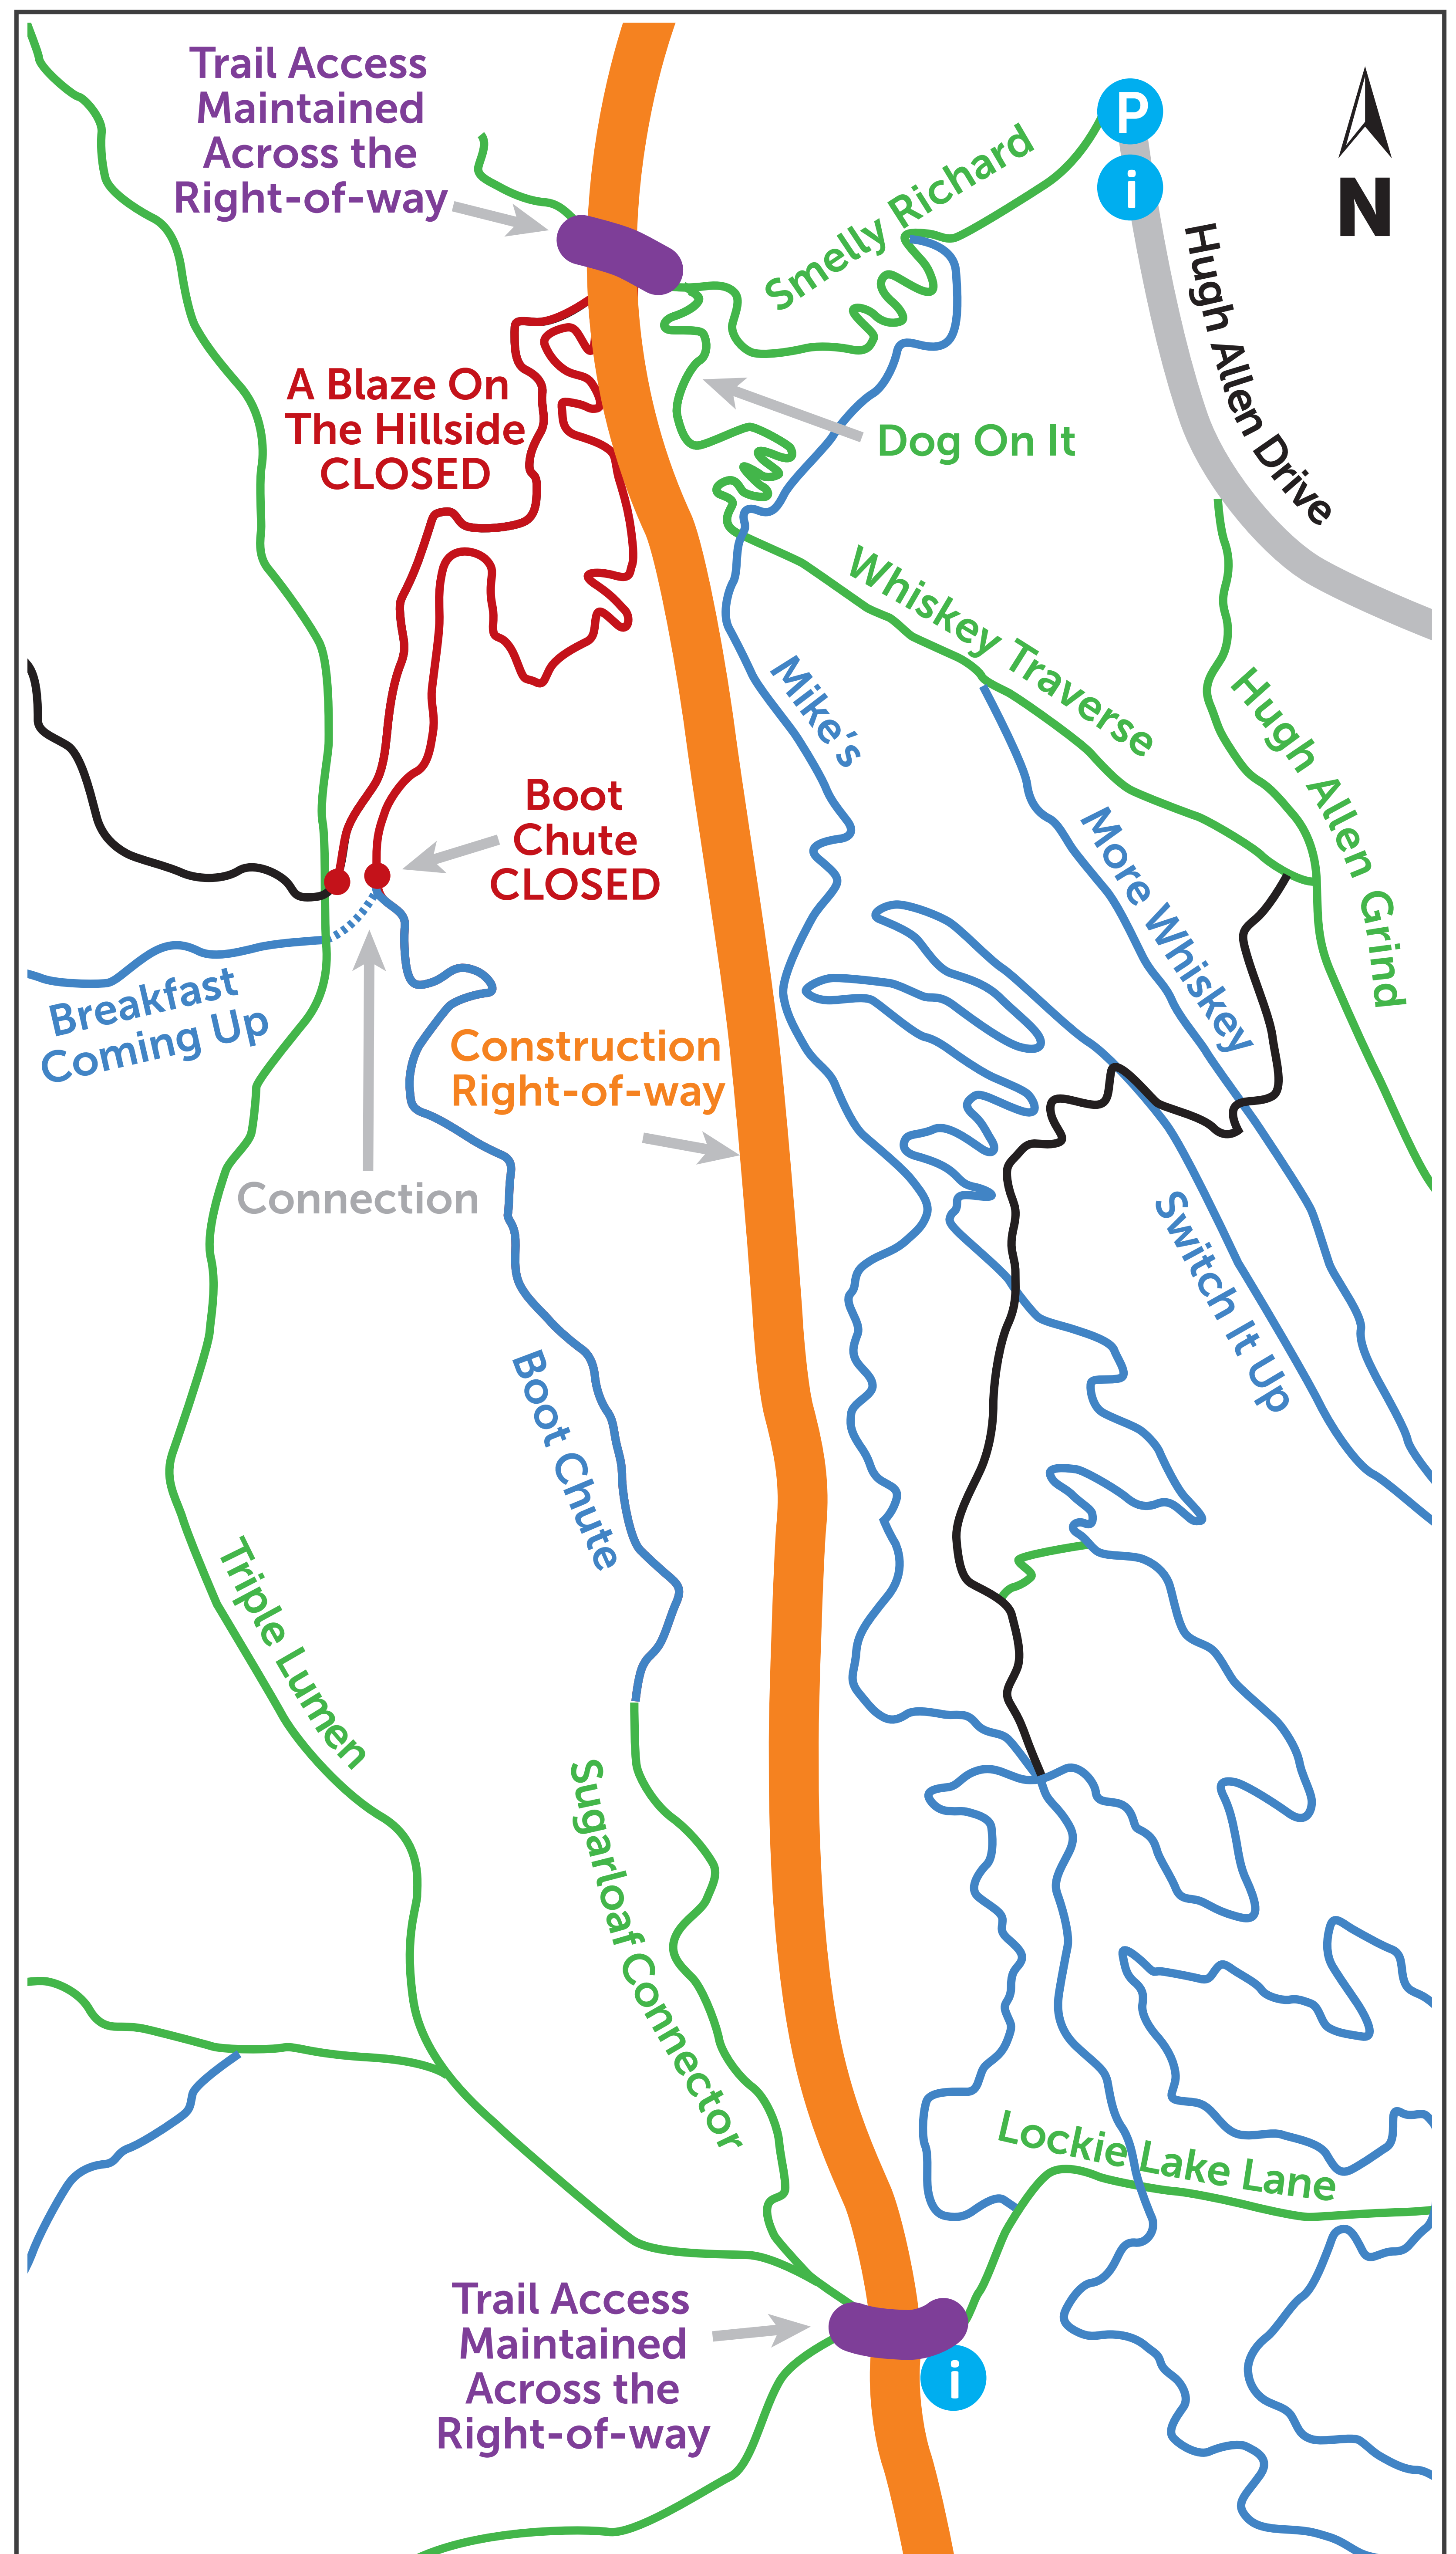 Trail Access
Maintained
Across the
Right-of-way
P
i
N
Smelly Richard
Hugh Allen Drive
A Blaze On
The Hillside
CLOSED
Dog On It
Whiskey Traverse
Mike's
Hugh Allen Grind
Boot
Chute
CLOSED
More Whiskey
Breakfast
Coming Up
Construction
Right-of-way
Connection
Switch It Up
Boot Chute
Triple Lumen
Sugarloaf Connector
Lockie Lake Lane
Trail Access
Maintained
Across the
Right-of-way
i